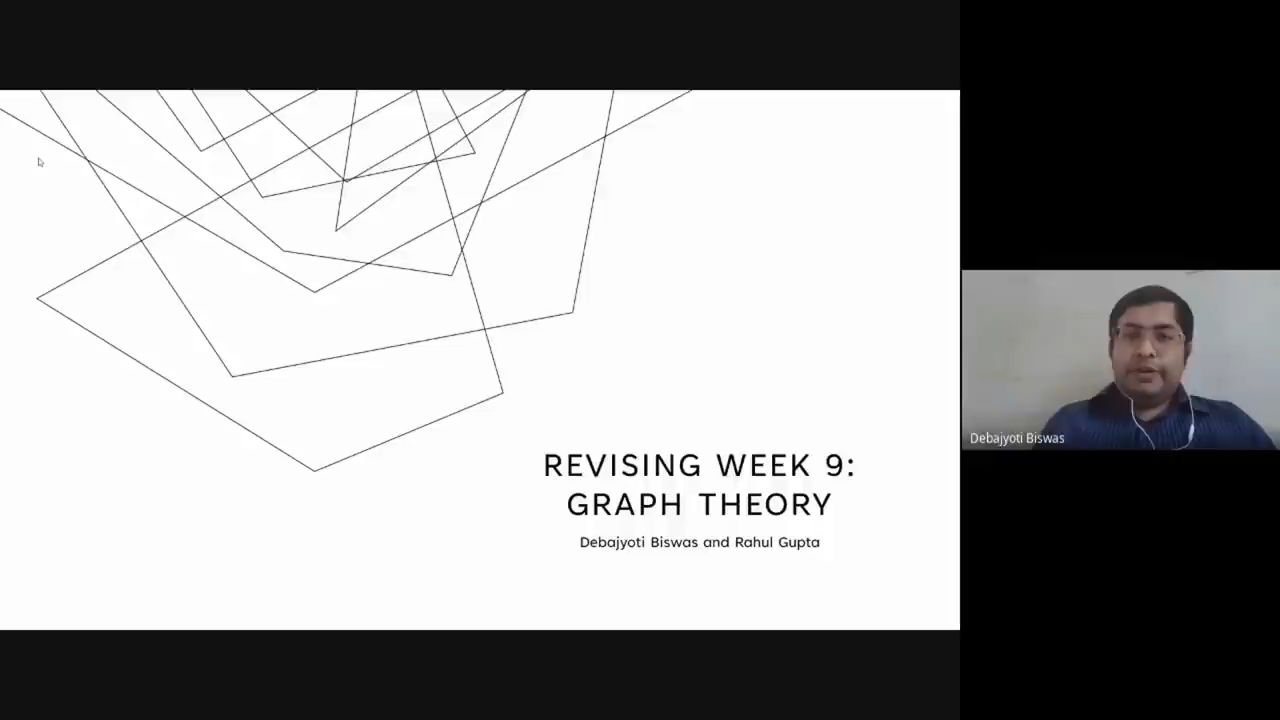 REVISING WEEK 9:
GRAPH THEORY
Debajyoti Biswas and Rahul Gupta
Debajyoti Biswas